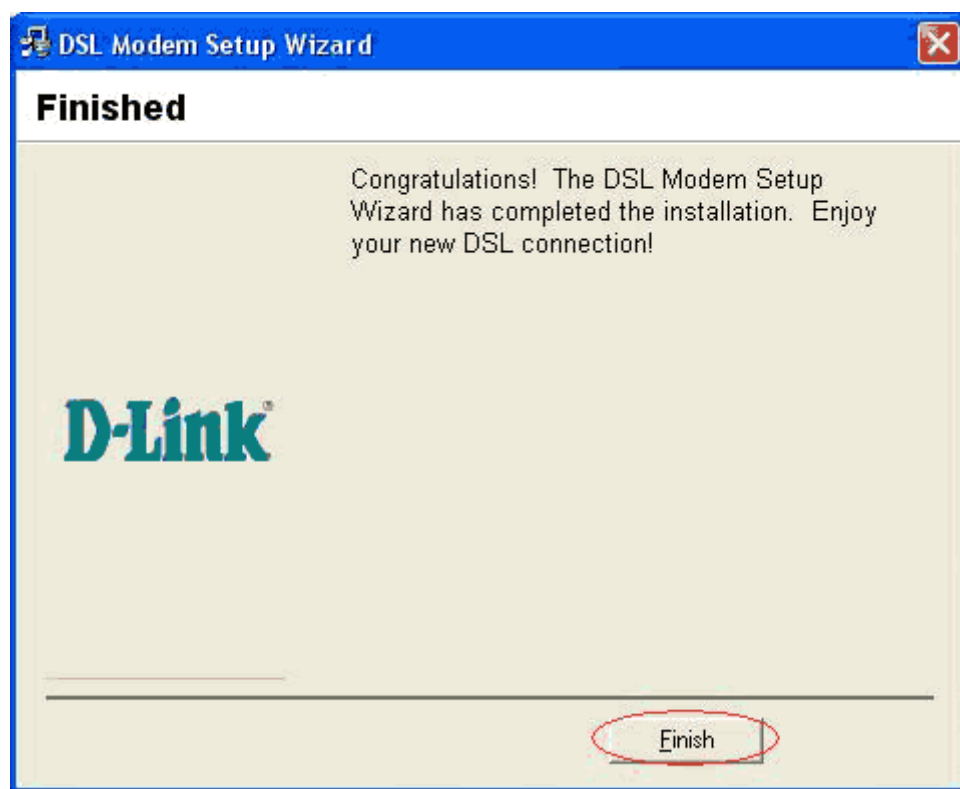 DSL Modem Setup Wizard
Finished
Congratulations! The DSL Modem Setup
Wizard has completed the installation. Enjoy
your new DSL connection!
D-Link®
Finish